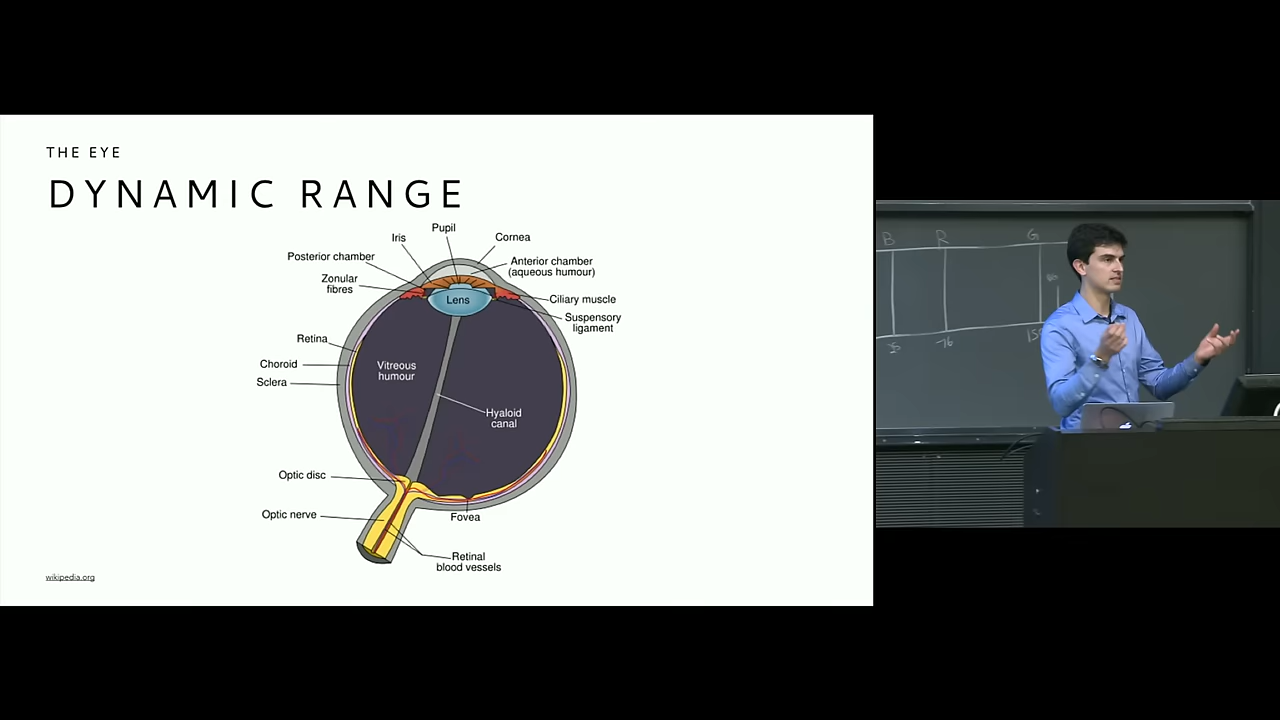 THE EYE
DYNAMIC RANGE
Pupil
Iris
Cornea
Posterior chamber
Anterior chamber
(aqueous humour)
Zonular
fibres
Lens
Ciliary muscle
Suspensory
ligament
Retina
Choroid
Sclera
Vitreous
humour
Hyaloid
canal
Optic disc
Optic nerve
Fovea
Retinal
blood vessels
wikipedia.org
B R G
76